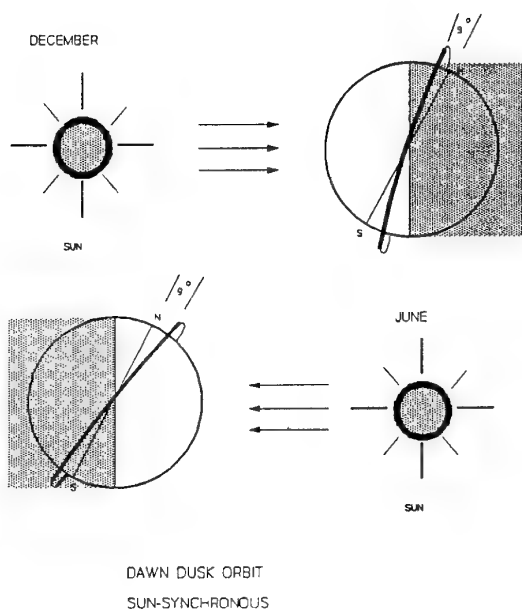 DECEMBER
9°
N
S
SUN
9°
N
JUNE
S
SUN
DAWN DUSK ORBIT
SUN-SYNCHRONOUS